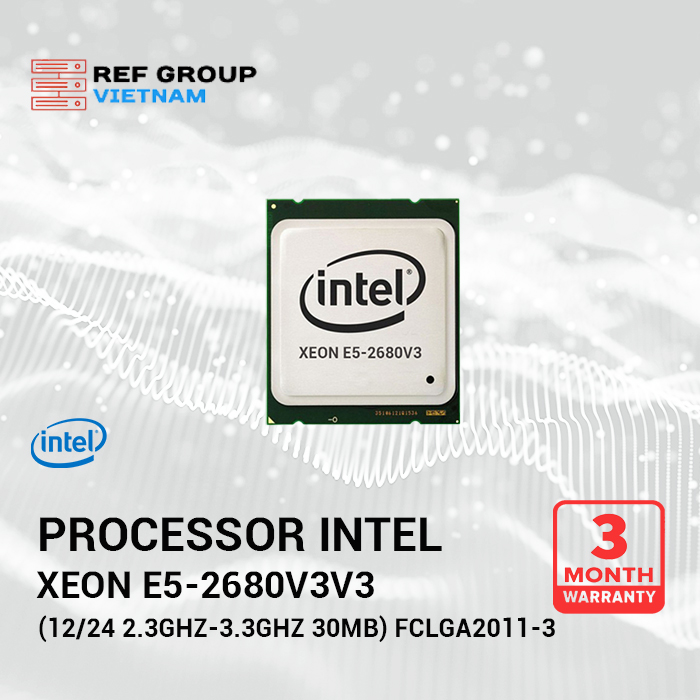 REF GROUP
VIETNAM
intel®
XEON E5-2680V3
intel
PROCESSOR INTEL
XEON E5-2680V3V3
(12/24 2.3GHZ-3.3GHZ 30MB) FCLGA2011-3
3
MONTH
WARRANTY